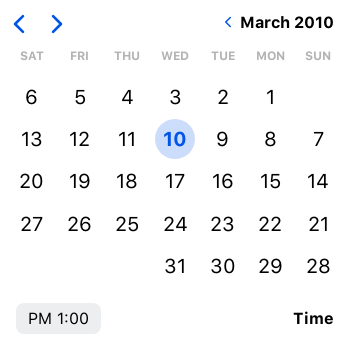 March 2010
SAT FRI THU WED TUE MON SUN
6 5 4 3 2 1
13 12 11 10 9 8 7
20 19 18 17 16 15 14
27 26 25 24 23 22 21
31 30 29 28
PM 1:00 Time